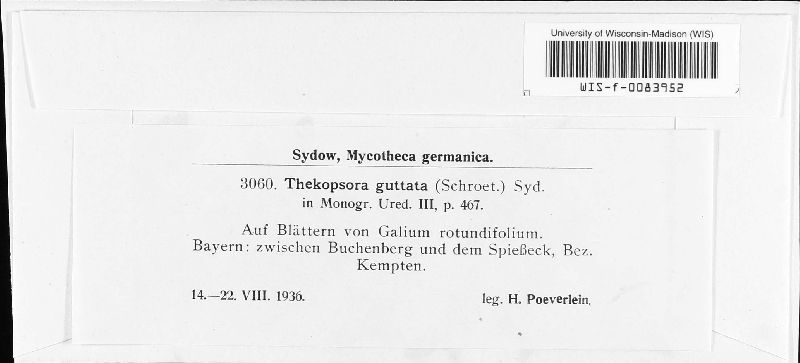 University of Wisconsin-Madison (WIS)
WIS-f-0083952
Sydow, Mycotheca germanica.
3060. Thekopsora guttata (Schroet.) Syd.
in Monogr. Ured. III, p. 467.
Auf Blättern von Galium rotundifolium.
Bayern: zwischen Buchenberg und dem Spießeck, Bez.
Kempten.
14.—22. VIII. 1936.
leg. H. Poeverlein.